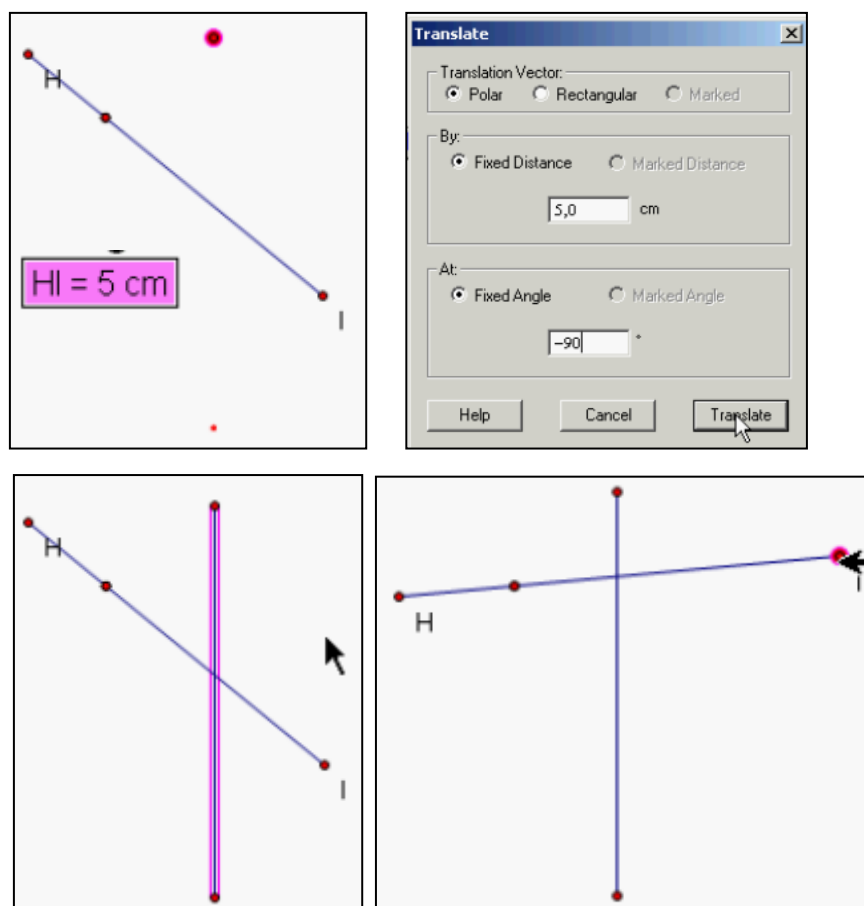 H
HI = 5 cm
I
Translate
Translation Vector:
Polar Rectangular Marked
By:
Fixed Distance Marked Distance
5,0 cm
At:
Fixed Angle Marked Angle
−90 °
Help Cancel Translate
H
I
H
I